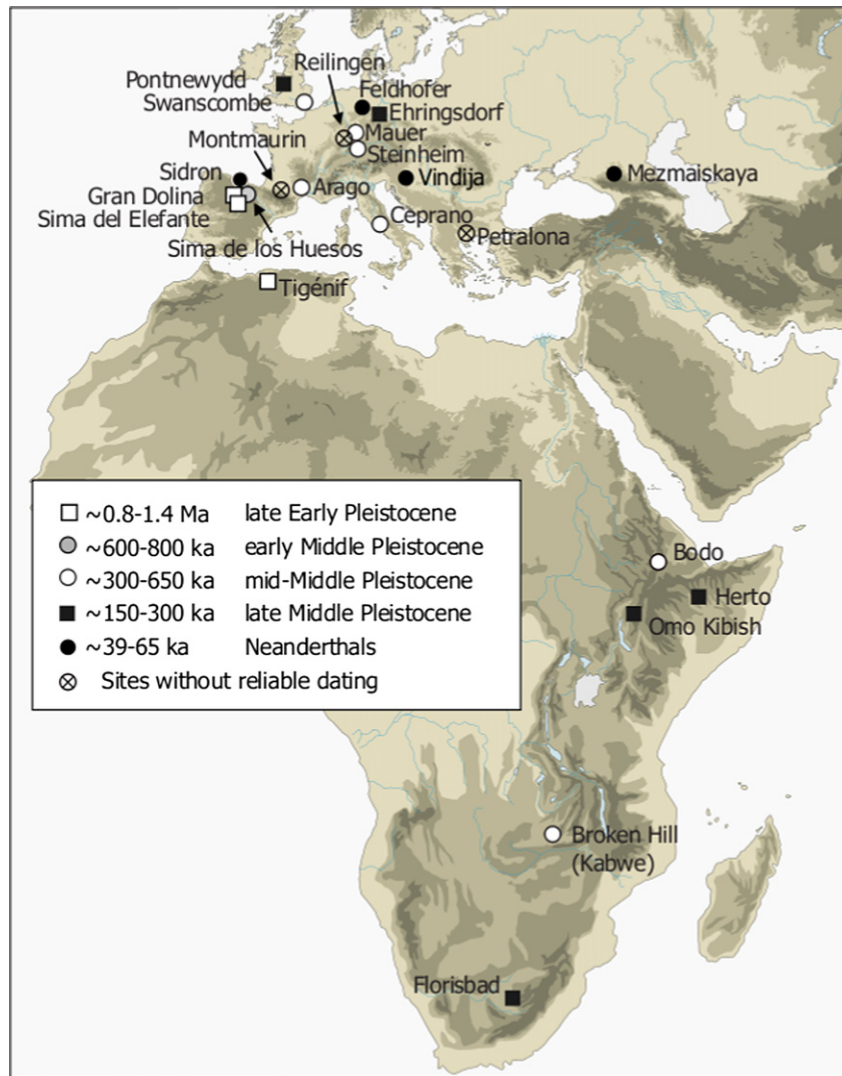 Reilingen
Pontnewydd
Feldhofer
Swanscombe
Ehringsdorf
Montmaurin
Mauer
Steinheim
Sidron
Arago
Vindija
Mezmaiskaya
Gran Dolina
Sima del Elefante
Ceprano
Petralona
Sima de los Huesos
Tigénif
~0.8-1.4 Ma late Early Pleistocene
~600-800 ka early Middle Pleistocene
~300-650 ka mid-Middle Pleistocene
~150-300 ka late Middle Pleistocene
~39-65 ka Neanderthals
Sites without reliable dating
Bodo
Herto
Omo Kibish
Broken Hill
(Kabwe)
Florisbad